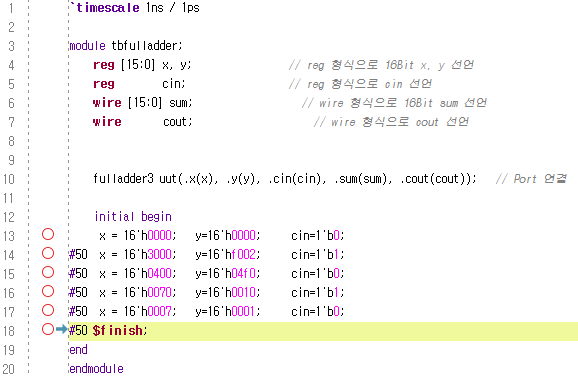 1 `timescale 1ns / 1ps
2
3 module tbfulladder;
4 reg [15:0] x, y; // reg 형식으로 16Bit x, y 선언
5 reg cin; // reg 형식으로 cin 선언
6 wire [15:0] sum; // wire 형식으로 16Bit sum 선언
7 wire cout; // wire 형식으로 cout 선언
8
9
10 fulladder3 uut(.x(x), .y(y), .cin(cin), .sum(sum), .cout(cout)); // Port 연결
11
12 initial begin
13 x = 16'h0000; y=16'h0000; cin=1'b0;
14 #50 x = 16'h3000; y=16'hf002; cin=1'b1;
15 #50 x = 16'h0400; y=16'h04f0; cin=1'b0;
16 #50 x = 16'h0070; y=16'h0010; cin=1'b1;
17 #50 x = 16'h0007; y=16'h0001; cin=1'b0;
18 #50 $finish;
19 end
20 endmodule